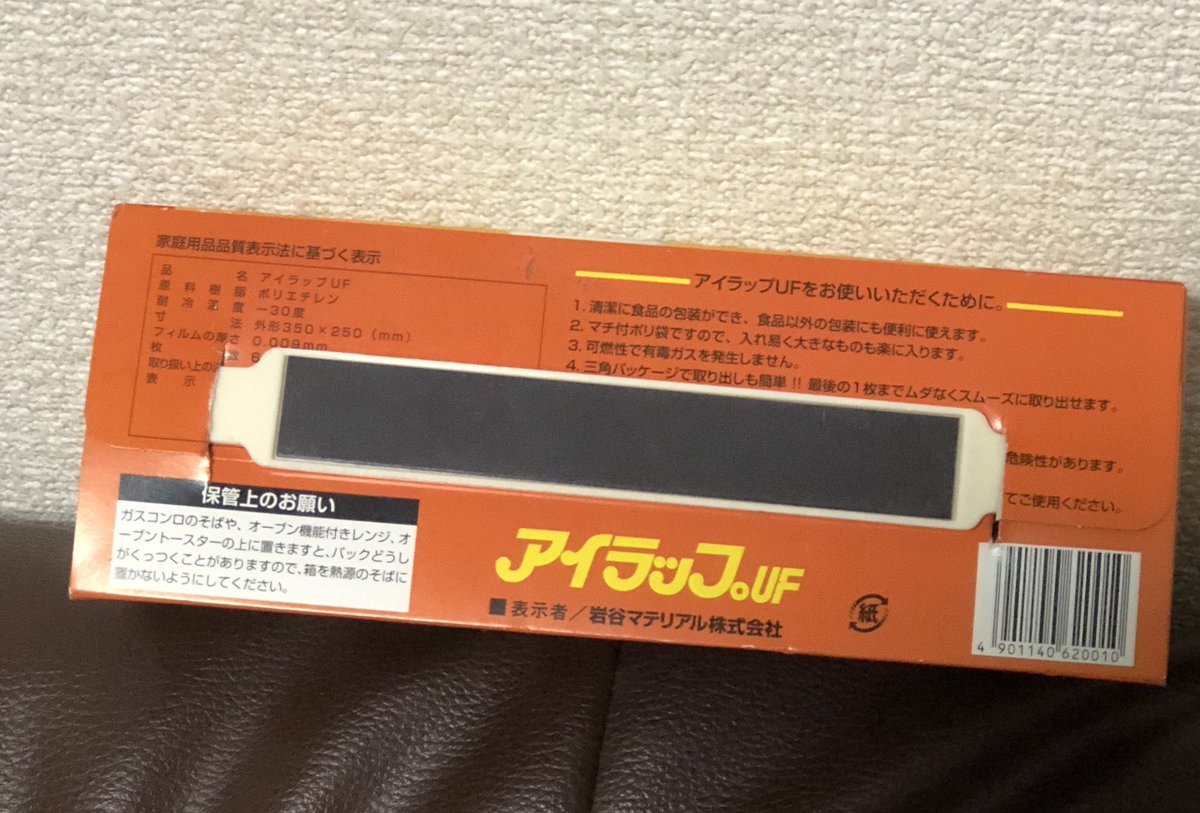 家庭用品品質表示法に基づく表示
品名 アイラップUF
原料樹脂 ポリエチレン
耐冷温度 －30度
寸法 外形350×250（mm）
フィルムの厚さ 0.009mm
枚 6
取り扱い上の
表示
アイラップUFをお使いいただくために。
1. 清潔に食品の包装ができ、食品以外の包装にも便利に使えます。
2. マチ付ポリ袋ですので、入れ易く大きなものも楽に入ります。
3. 可燃性で有毒ガスを発生しません。
4. 三角パッケージで取り出しも簡単!! 最後の1枚までムダなくスムーズに取り出せます。
危険性があります。
てご使用ください。
保管上のお願い
ガスコンロのそばや、オーブン機能付きレンジ、オ
ーブントースターの上に置きますと、パックどうし
がくっつくことがありますので、箱を熱源のそばに
置かないようにしてください。
アイラップ。UF
■表示者／岩谷マテリアル株式会社
紙
4 901140 620010